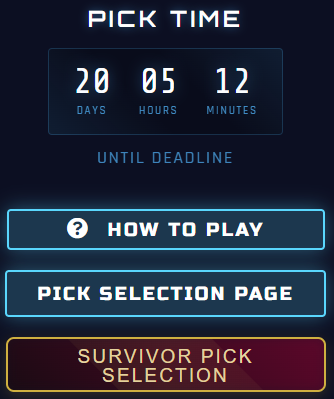 PICK TIME
20 05 12
DAYS HOURS MINUTES
UNTIL DEADLINE
? HOW TO PLAY
PICK SELECTION PAGE
SURVIVOR PICK
SELECTION